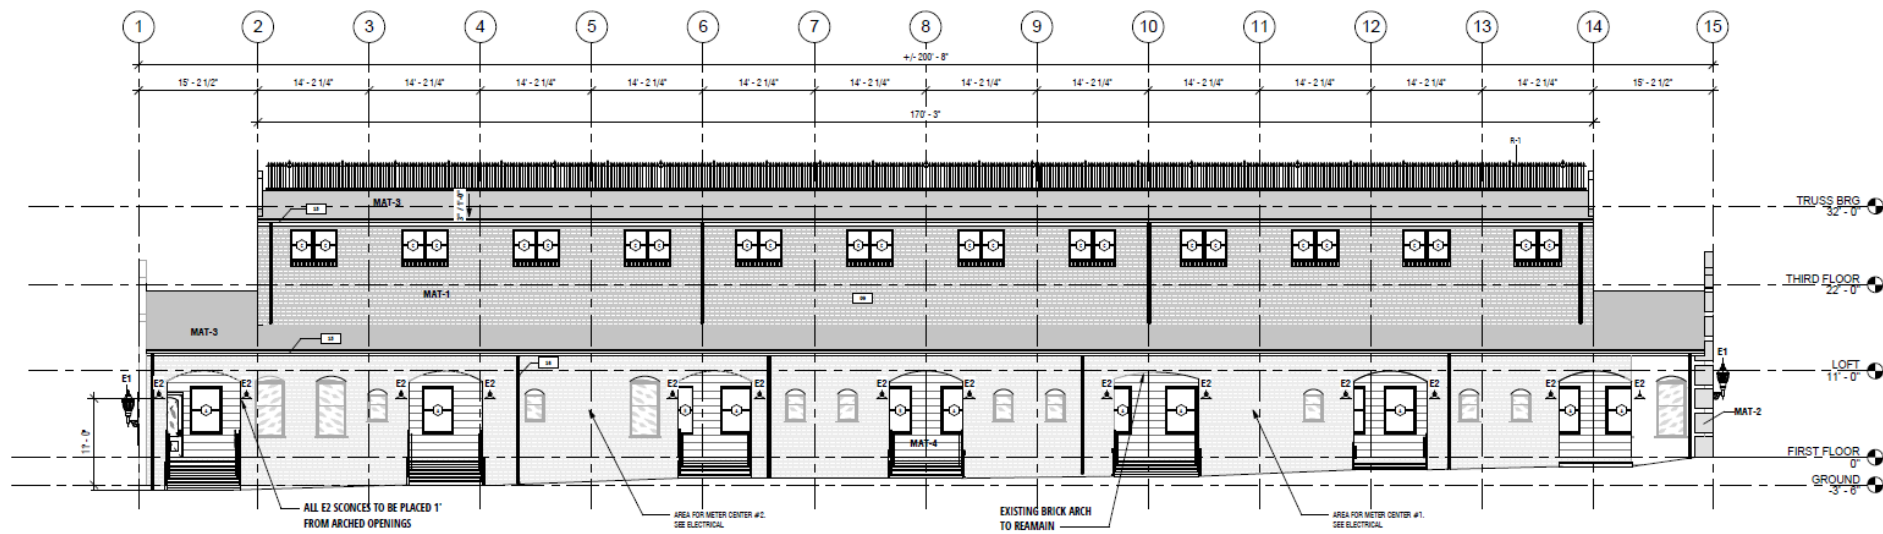 1 2 3 4 5 6 7 8 9 10 11 12 13 14 15
+/- 200' - 8"
15' - 2 1/2" 14' - 2 1/4" 14' - 2 1/4" 14' - 2 1/4" 14' - 2 1/4" 14' - 2 1/4" 14' - 2 1/4" 14' - 2 1/4" 14' - 2 1/4" 14' - 2 1/4" 14' - 2 1/4" 14' - 2 1/4" 14' - 2 1/4" 15' - 2 1/2"
170' - 3"
R-1
MAT-3
TRUSS BRG
32' - 0"
MAT-1
THIRD FLOOR
22' - 0"
MAT-3
E1
LOFT
11' - 0"
E1 E2 E2 E2 E2 E2 E2 E2 E2 E2 E2 E2 E2 E2 E2
MAT-2
11' - 0"
MAT-4
FIRST FLOOR
0"
GROUND
-3' - 6"
ALL E2 SCONCES TO BE PLACED 1'
FROM ARCHED OPENINGS
AREA FOR METER CENTER #2.
SEE ELECTRICAL
EXISTING BRICK ARCH
TO REAMAIN
AREA FOR METER CENTER #1.
SEE ELECTRICAL